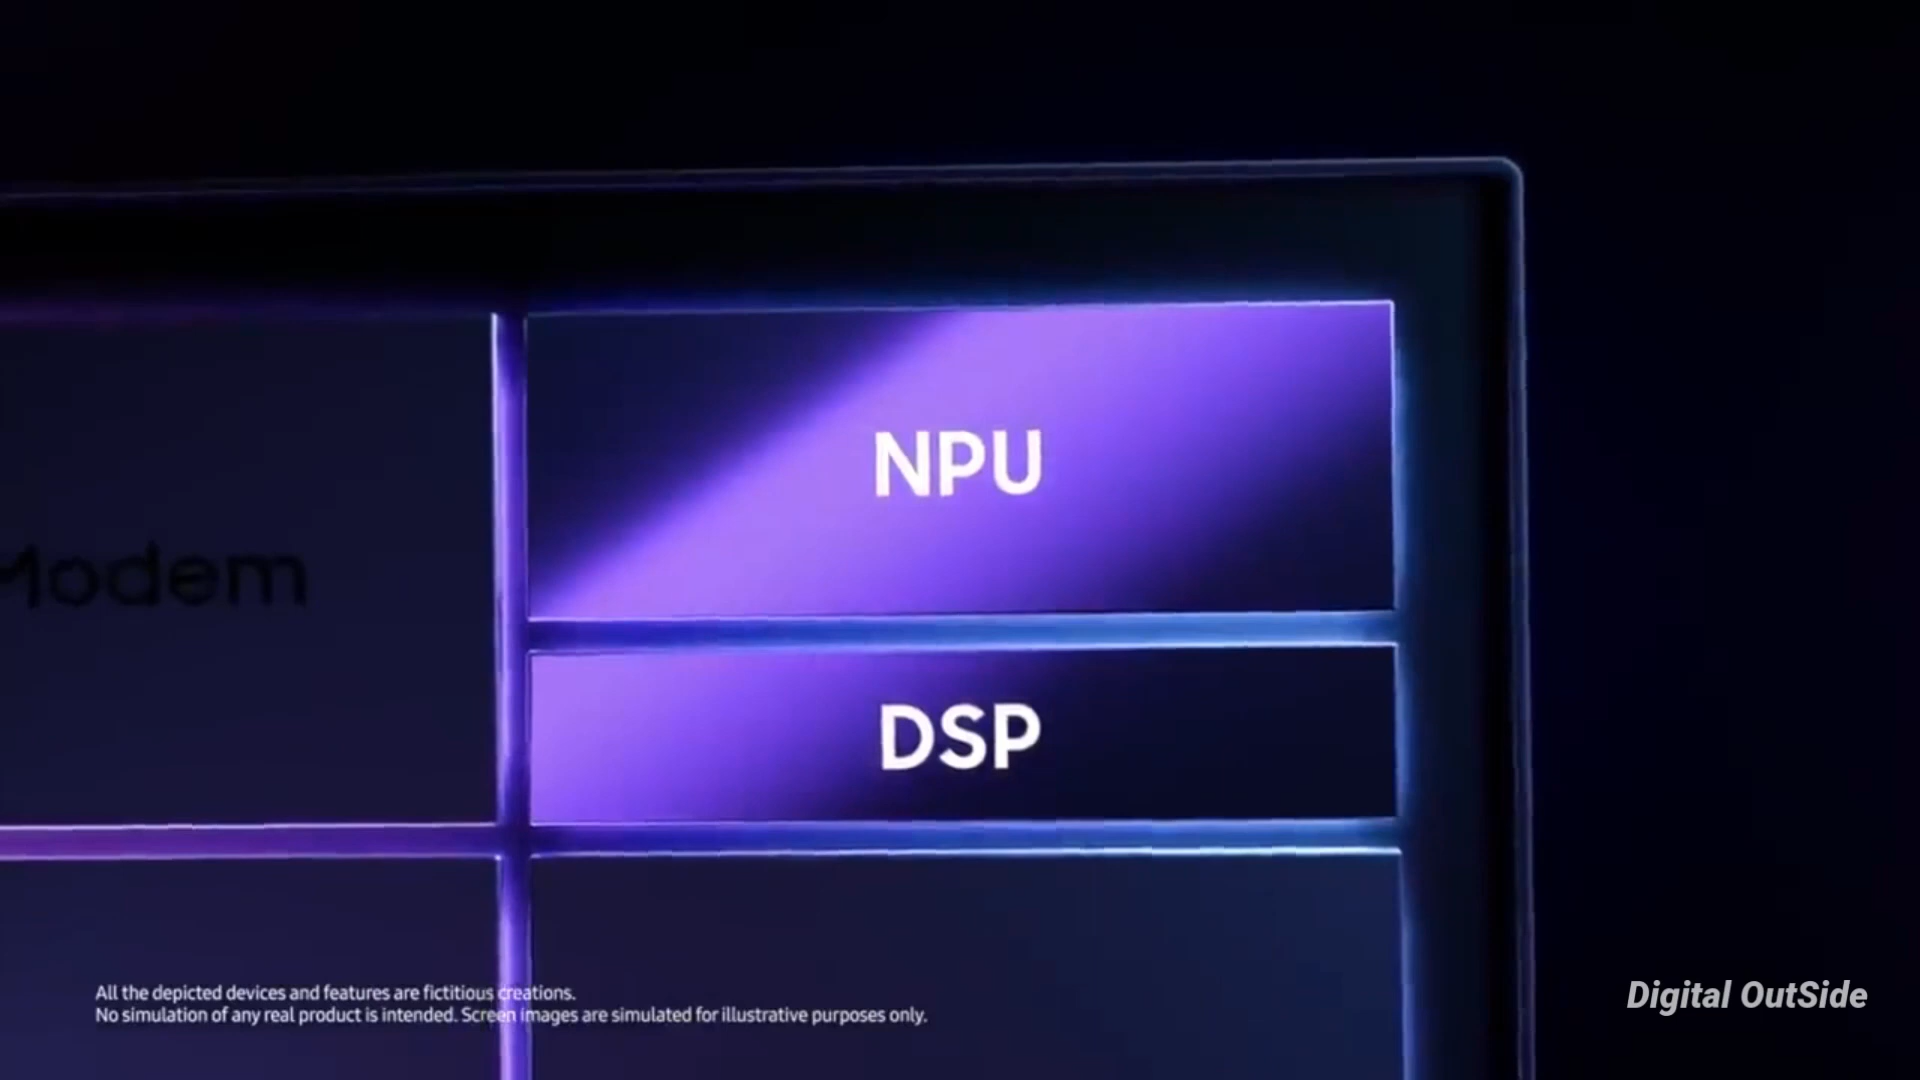 NPU
Modem
DSP
All the depicted devices and features are fictitious creations.
No simulation of any real product is intended. Screen images are simulated for illustrative purposes only.
Digital OutSide